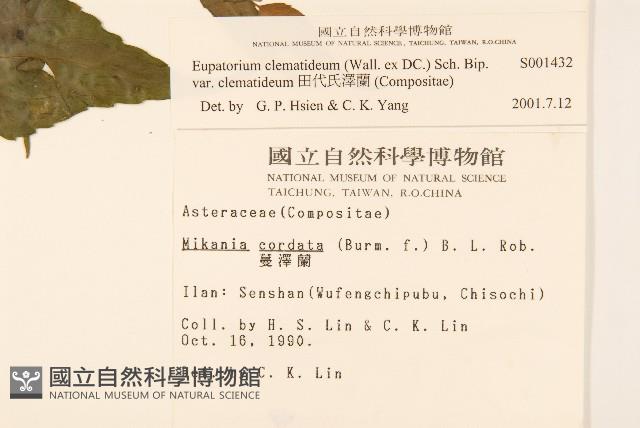 國立自然科學博物館
NATIONAL MUSEUM OF NATURAL SCIENCE, TAICHUNG, TAIWAN, R.O.CHINA
Eupatorium clematideum (Wall. ex DC.) Sch. Bip. S001432
var. clematideum 田代氏澤蘭 (Compositae)
Det. by G. P. Hsien & C. K. Yang 2001.7.12
國立自然科學博物館
NATIONAL MUSEUM OF NATURAL SCIENCE
TAICHUNG, TAIWAN, R.O.CHINA
Asteraceae(Compositae)
Mikania cordata (Burm. f.) B. L. Rob.
蔓澤蘭
Ilan: Senshan(Wufengchipubu, Chisochi)
Coll. by H. S. Lin & C. K. Lin
Oct. 16, 1990.
C. K. Lin
國立自然科學博物館
NATIONAL MUSEUM OF NATURAL SCIENCE